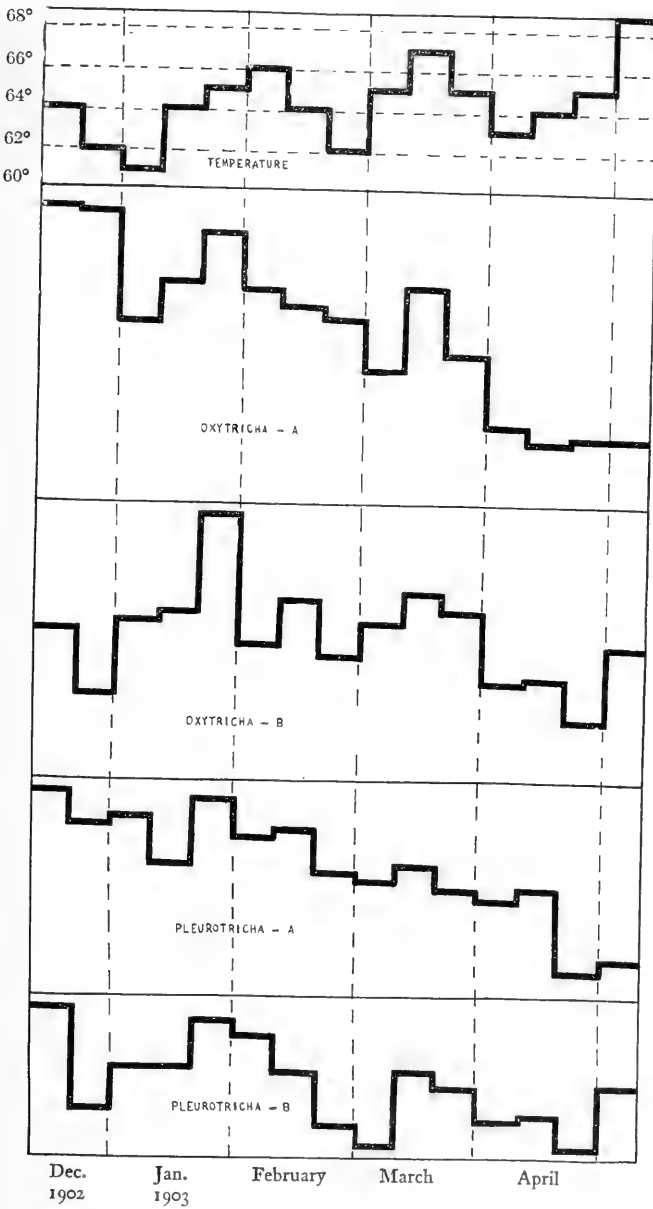 68°
66°
64°
62°
60°
TEMPERATURE
OXYTRICHA – A
OXYTRICHA – B
PLEUROTRICHA – A
PLEUROTRICHA – B
Dec.
1902
Jan.
1903
February
March
April